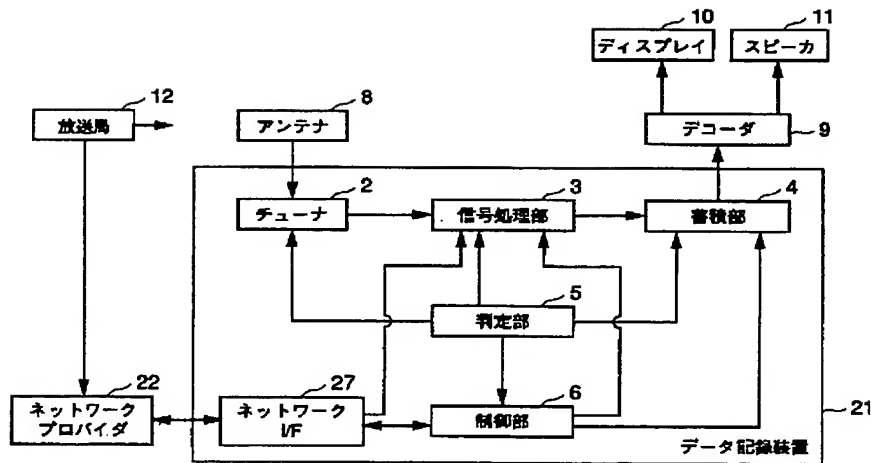 10
11
ディスプレイ
スピーカ
12
8
放送局
アンテナ
デコーダ
9
2
3
4
チューナ
信号処理部
蓄積部
5
判定部
22
27
6
ネットワーク
プロバイダ
ネットワーク
I/F
制御部
21
データ記録装置